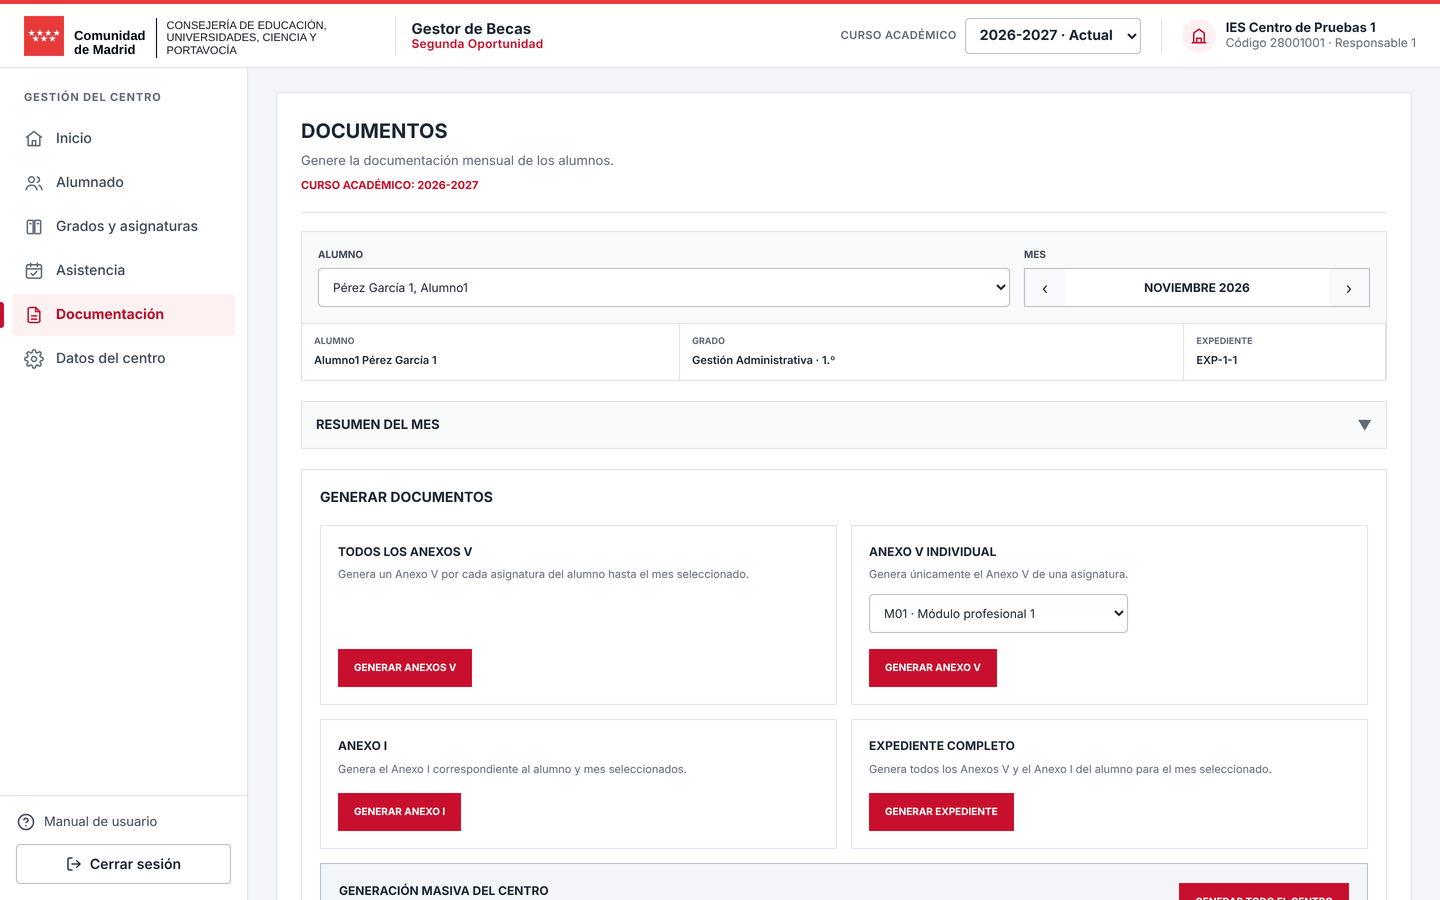 Comunidad
de Madrid
CONSEJERÍA DE EDUCACIÓN,
UNIVERSIDADES, CIENCIA Y
PORTAVOCÍA
Gestor de Becas
Segunda Oportunidad
CURSO ACADÉMICO
2026-2027 · Actual
IES Centro de Pruebas 1
Código 28001001 · Responsable 1
GESTIÓN DEL CENTRO
Inicio
Alumnado
Grados y asignaturas
Asistencia
Documentación
Datos del centro
Manual de usuario
Cerrar sesión
DOCUMENTOS
Genere la documentación mensual de los alumnos.
CURSO ACADÉMICO: 2026-2027
ALUMNO
Pérez García 1, Alumno1
MES
‹ NOVIEMBRE 2026 ›
ALUMNO
Alumno1 Pérez García 1
GRADO
Gestión Administrativa · 1.º
EXPEDIENTE
EXP-1-1
RESUMEN DEL MES
GENERAR DOCUMENTOS
TODOS LOS ANEXOS V
Genera un Anexo V por cada asignatura del alumno hasta el mes seleccionado.
GENERAR ANEXOS V
ANEXO V INDIVIDUAL
Genera únicamente el Anexo V de una asignatura.
M01 · Módulo profesional 1
GENERAR ANEXO V
ANEXO I
Genera el Anexo I correspondiente al alumno y mes seleccionados.
GENERAR ANEXO I
EXPEDIENTE COMPLETO
Genera todos los Anexos V y el Anexo I del alumno para el mes seleccionado.
GENERAR EXPEDIENTE
GENERACIÓN MASIVA DEL CENTRO
GENERAR TODO EL CENTRO